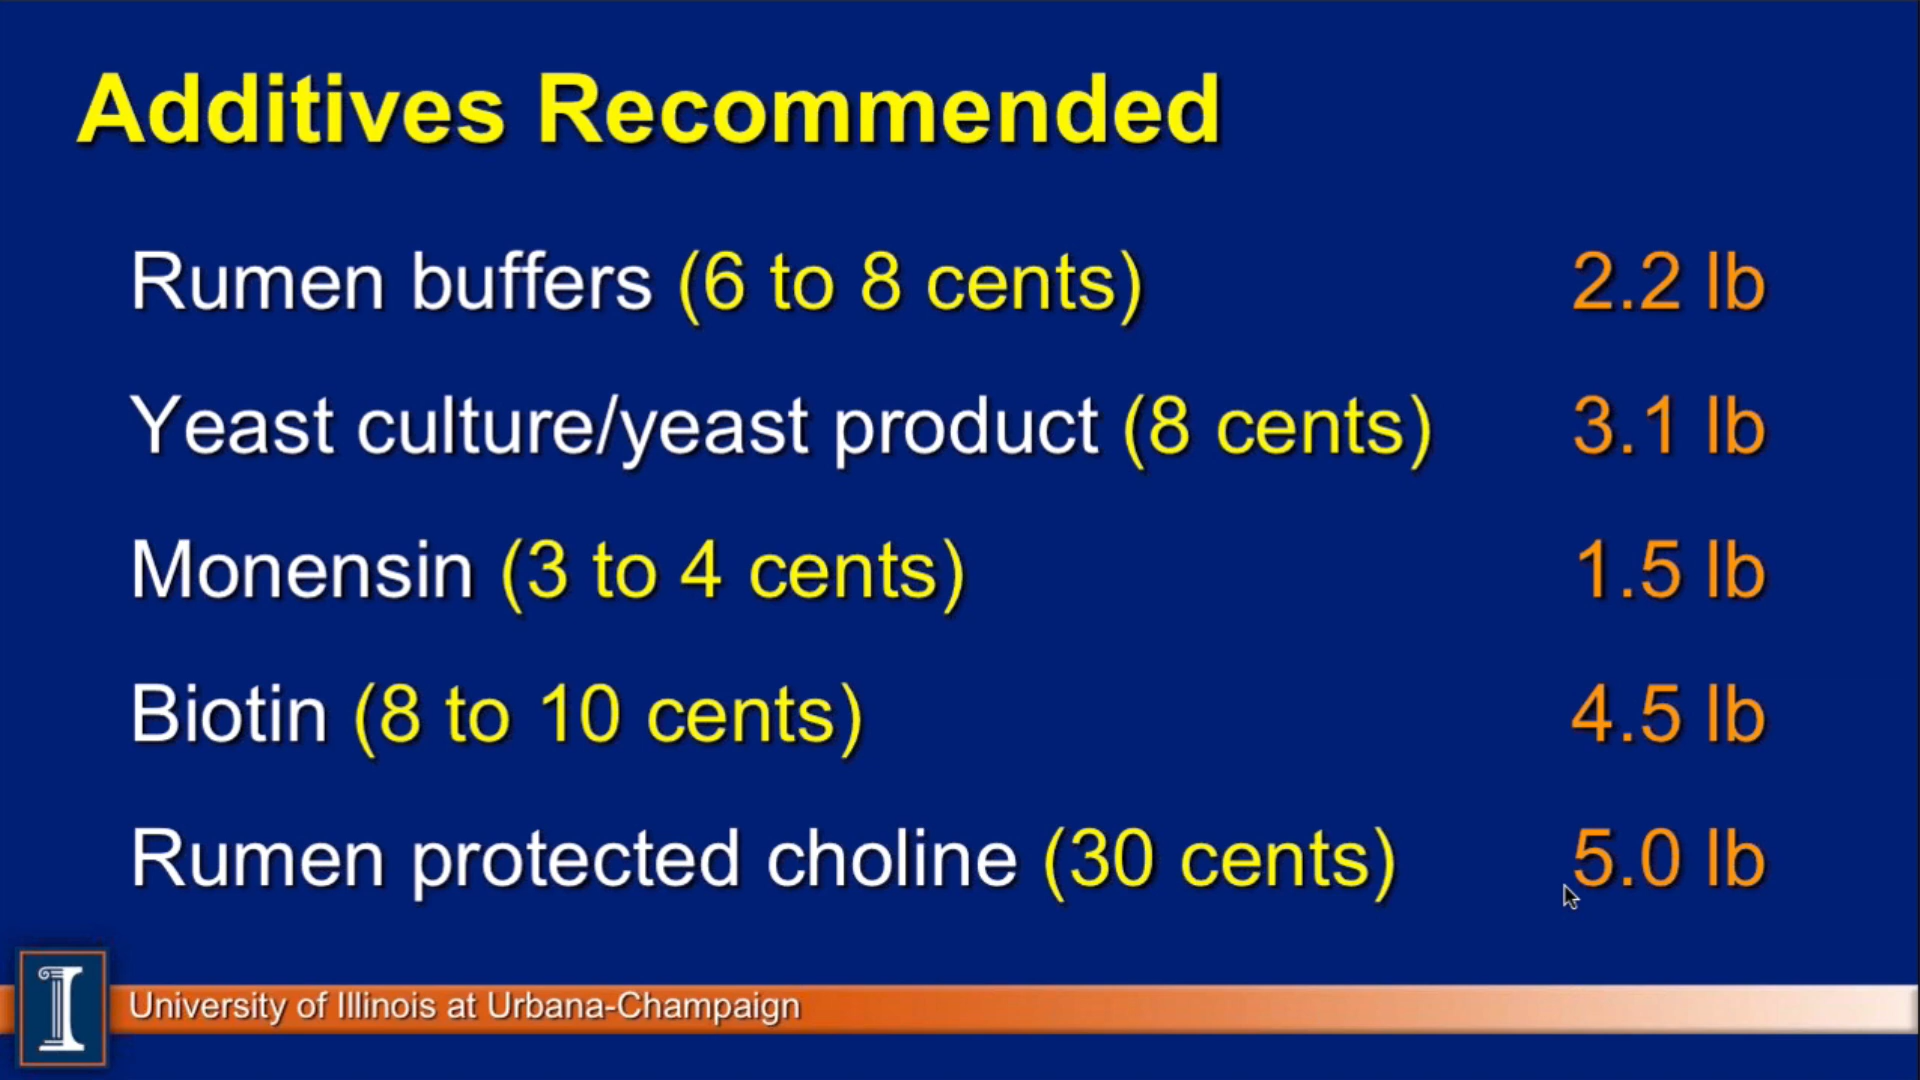 Additives Recommended
Rumen buffers (6 to 8 cents) 2.2 lb
Yeast culture/yeast product (8 cents) 3.1 lb
Monensin (3 to 4 cents) 1.5 lb
Biotin (8 to 10 cents) 4.5 lb
Rumen protected choline (30 cents) 5.0 lb
I University of Illinois at Urbana-Champaign